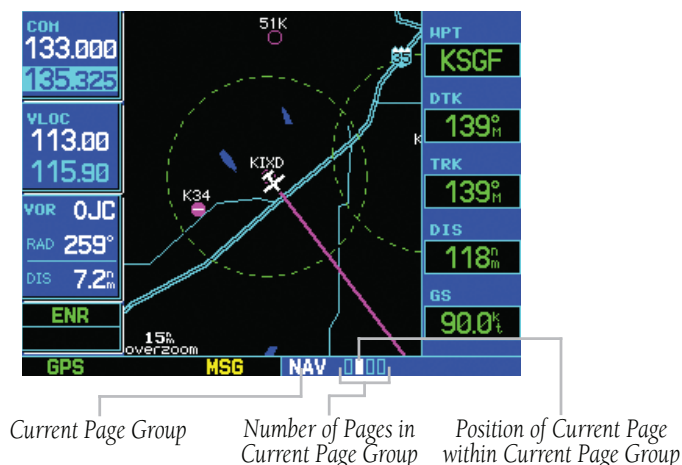 COM
133.000
135.325
VLOC
113.00
115.90
VOR OJC
RAD 259°
DIS 7.2nm
ENR
51K
35
KIXD
K34
K
15nm
overzoom
WPT
KSGF
DTK
139°M
TRK
139°M
DIS
118nm
GS
90.0kt
GPS MSG NAV
Current Page Group
Number of Pages in
Current Page Group
Position of Current Page
within Current Page Group